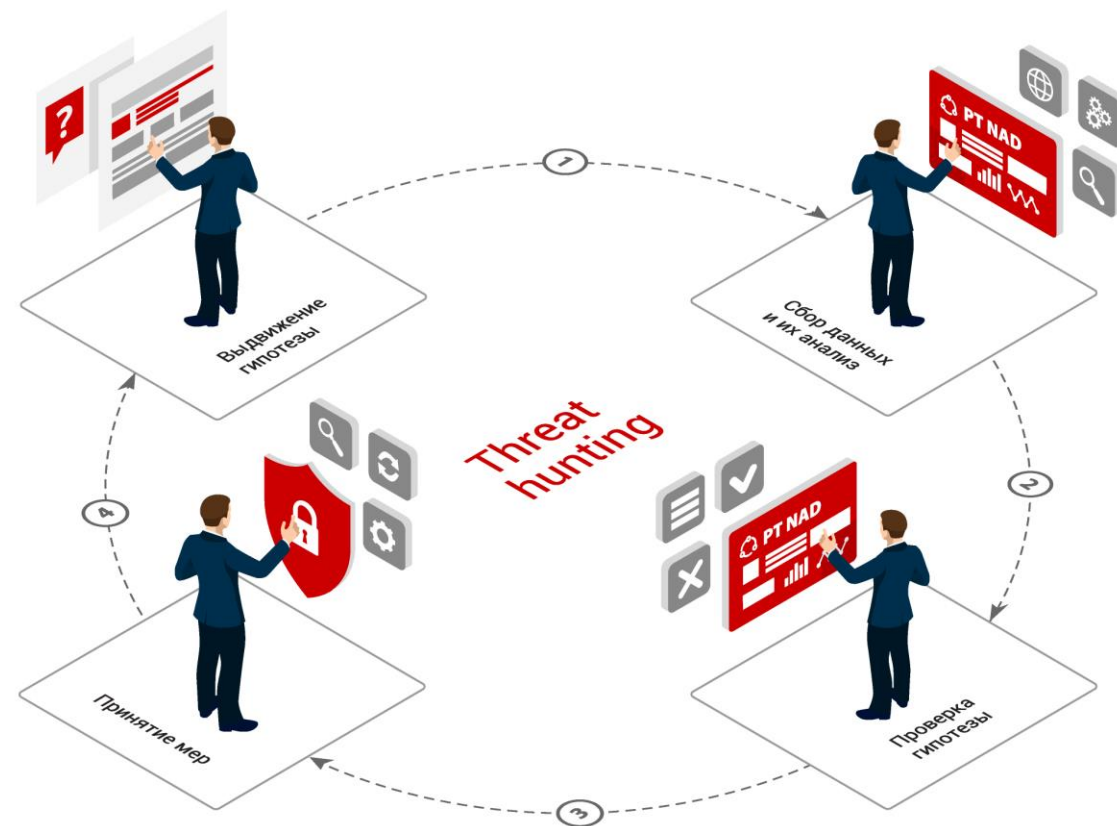 ?
Выдвижение
гипотезы
1
PT NAD
Сбор данных
и их анализ
2
Threat
hunting
PT NAD
Проверка
гипотезы
3
Принятие мер
4